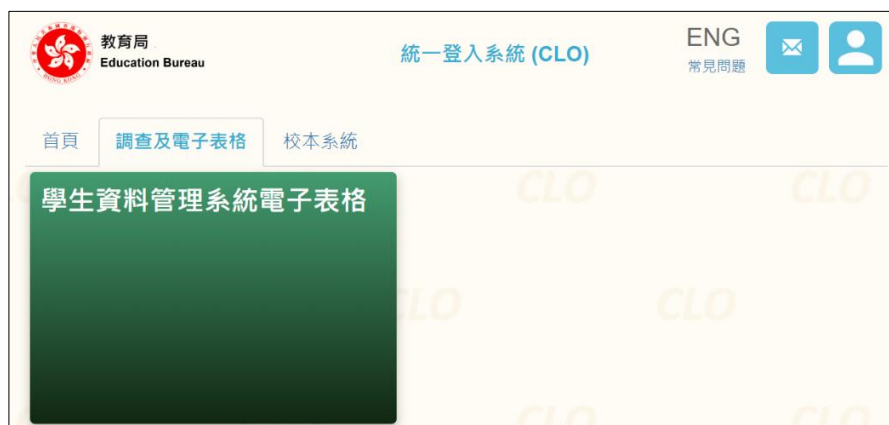 教育局
Education Bureau
統一登入系統 (CLO)
ENG
常見問題
首頁
調查及電子表格
校本系統
學生資料管理系統電子表格
CLO
CLO
CLO
CLO
CLO
CLO